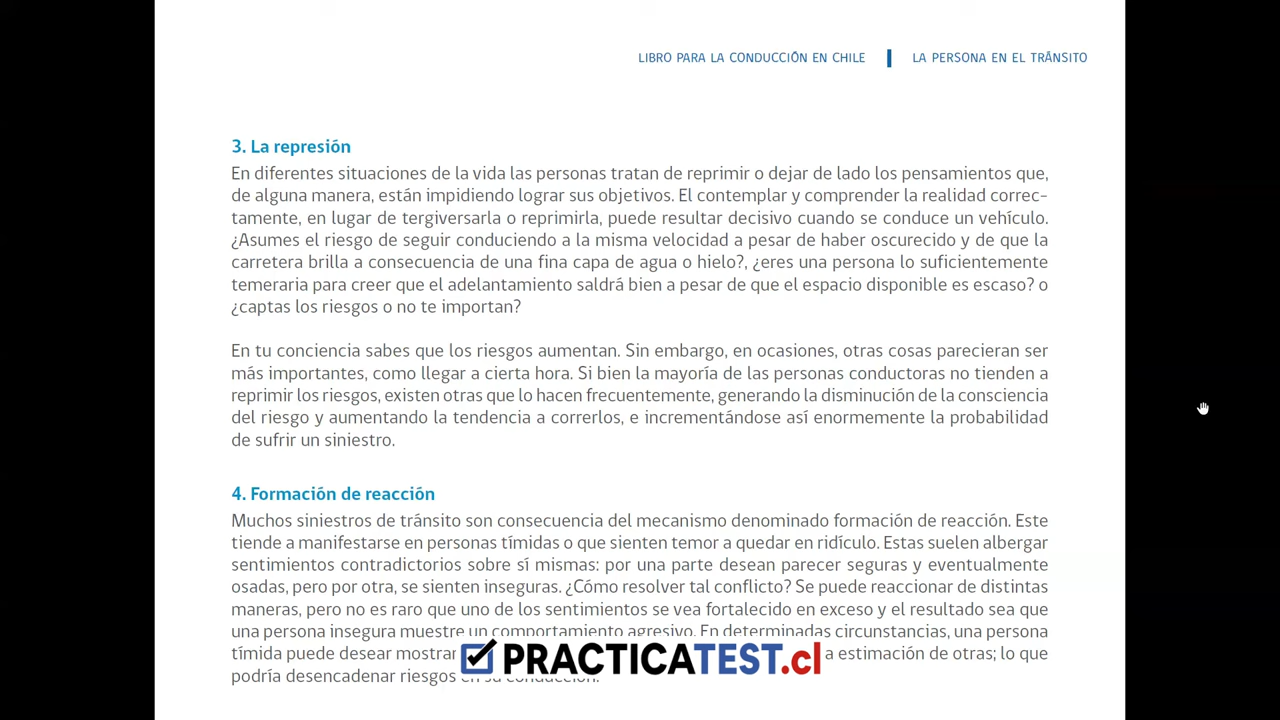 LIBRO PARA LA CONDUCCIÓN EN CHILE | LA PERSONA EN EL TRÁNSITO
3. La represión
En diferentes situaciones de la vida las personas tratan de reprimir o dejar de lado los pensamientos que,
de alguna manera, están impidiendo lograr sus objetivos. El contemplar y comprender la realidad correc-
tamente, en lugar de tergiversarla o reprimirla, puede resultar decisivo cuando se conduce un vehículo.
¿Asumes el riesgo de seguir conduciendo a la misma velocidad a pesar de haber oscurecido y de que la
carretera brilla a consecuencia de una fina capa de agua o hielo?, ¿eres una persona lo suficientemente
temeraria para creer que el adelantamiento saldrá bien a pesar de que el espacio disponible es escaso? o
¿captas los riesgos o no te importan?
En tu conciencia sabes que los riesgos aumentan. Sin embargo, en ocasiones, otras cosas parecieran ser
más importantes, como llegar a cierta hora. Si bien la mayoría de las personas conductoras no tienden a
reprimir los riesgos, existen otras que lo hacen frecuentemente, generando la disminución de la consciencia
del riesgo y aumentando la tendencia a correrlos, e incrementándose así enormemente la probabilidad
de sufrir un siniestro.
4. Formación de reacción
Muchos siniestros de tránsito son consecuencia del mecanismo denominado formación de reacción. Este
tiende a manifestarse en personas tímidas o que sienten temor a quedar en ridículo. Estas suelen albergar
sentimientos contradictorios sobre sí mismas: por una parte desean parecer seguras y eventualmente
osadas, pero por otra, se sienten inseguras. ¿Cómo resolver tal conflicto? Se puede reaccionar de distintas
maneras, pero no es raro que uno de los sentimientos se vea fortalecido en exceso y el resultado sea que
una persona insegura muestre un comportamiento agresivo. En determinadas circunstancias, una persona
tímida puede desear mostrar a estimación de otras; lo que
podría desencadenar riesgos en su conducción.
PRACTICATEST.cl